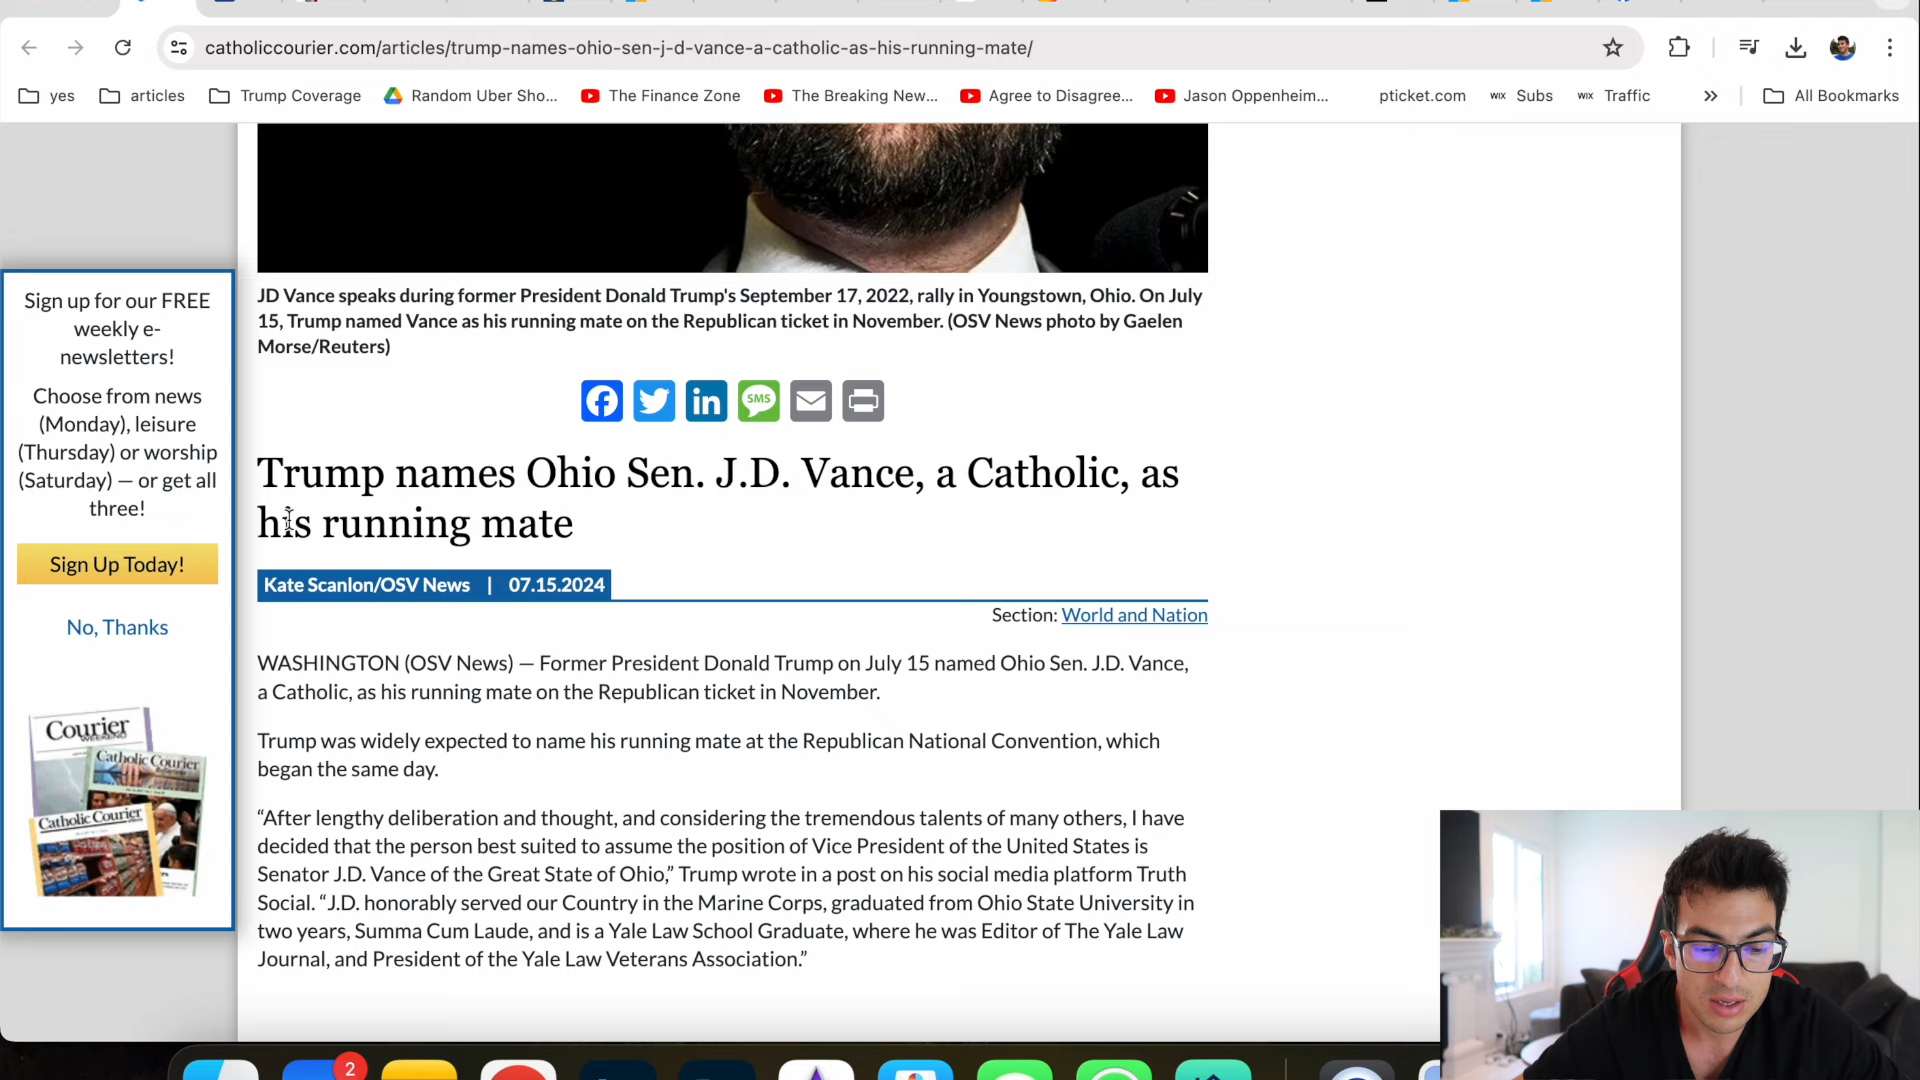 catholiccourier.com/articles/trump-names-ohio-sen-j-d-vance-a-catholic-as-his-running-mate/
yes
articles
Trump Coverage
Random Uber Sho...
The Finance Zone
The Breaking New...
Agree to Disagree...
Jason Oppenheim...
pticket.com
WIX Subs
WIX Traffic
All Bookmarks
JD Vance speaks during former President Donald Trump's September 17, 2022, rally in Youngstown, Ohio. On July
15, Trump named Vance as his running mate on the Republican ticket in November. (OSV News photo by Gaelen
Morse/Reuters)
SMS
Trump names Ohio Sen. J.D. Vance, a Catholic, as
his running mate
Kate Scanlon/OSV News | 07.15.2024
Section: World and Nation
WASHINGTON (OSV News) — Former President Donald Trump on July 15 named Ohio Sen. J.D. Vance,
a Catholic, as his running mate on the Republican ticket in November.
Trump was widely expected to name his running mate at the Republican National Convention, which
began the same day.
“After lengthy deliberation and thought, and considering the tremendous talents of many others, I have
decided that the person best suited to assume the position of Vice President of the United States is
Senator J.D. Vance of the Great State of Ohio,” Trump wrote in a post on his social media platform Truth
Social. “J.D. honorably served our Country in the Marine Corps, graduated from Ohio State University in
two years, Summa Cum Laude, and is a Yale Law School Graduate, where he was Editor of The Yale Law
Journal, and President of the Yale Law Veterans Association.”
Sign up for our FREE
weekly e-
newsletters!
Choose from news
(Monday), leisure
(Thursday) or worship
(Saturday) — or get all
three!
Sign Up Today!
No, Thanks
Courier
Catholic Courier
Catholic Courier
2